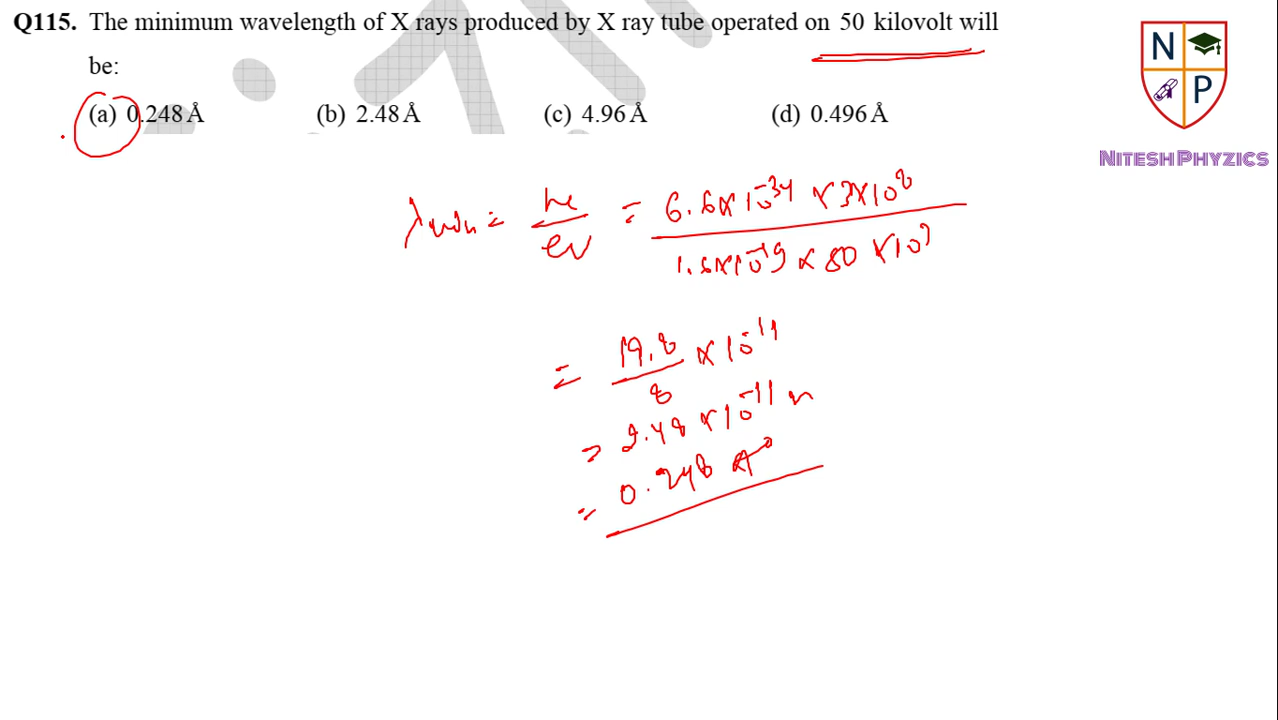 Q115. The minimum wavelength of X rays produced by X ray tube operated on 50 kilovolt will
be:
(a) 0.248 Å (b) 2.48 Å (c) 4.96 Å (d) 0.496 Å
N P
NITESH PHYZICS
λmin = hc/eV = 6.6×10⁻³⁴ × 3×10⁸ / 1.6×10⁻¹⁹ × 50 ×10³
= 19.8/8 × 10⁻¹¹
= 2.48 × 10⁻¹¹ m
= 0.248 A°